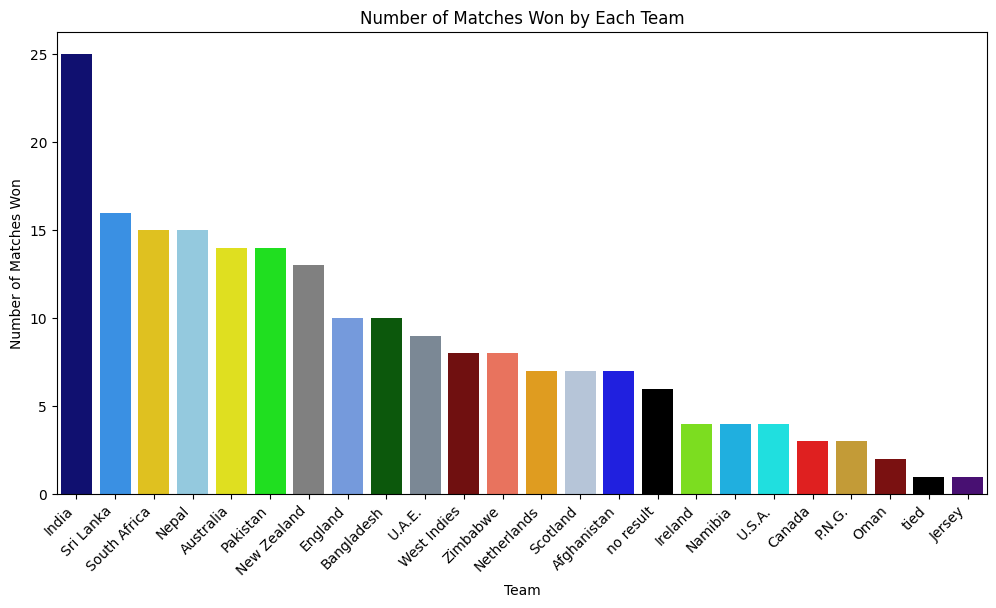 Number of Matches Won by Each Team
Number of Matches Won
25
20
15
10
5
0
India
Sri Lanka
South Africa
Nepal
Australia
Pakistan
New Zealand
England
Bangladesh
U.A.E.
West Indies
Zimbabwe
Netherlands
Scotland
Afghanistan
no result
Ireland
Namibia
U.S.A.
Canada
P.N.G.
Oman
tied
Jersey
Team